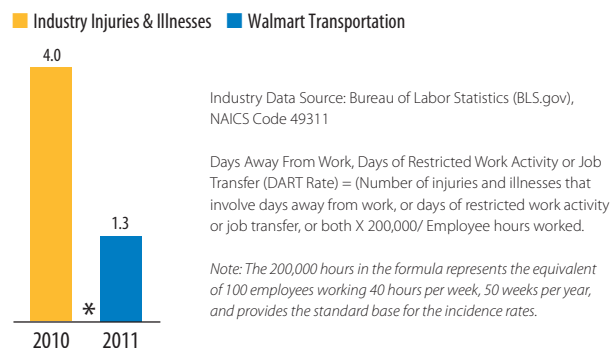 Industry Injuries & Illnesses Walmart Transportation
4.0
1.3
*
2010 2011
Industry Data Source: Bureau of Labor Statistics (BLS.gov),
NAICS Code 49311
Days Away From Work, Days of Restricted Work Activity or Job
Transfer (DART Rate) = (Number of injuries and illnesses that
involve days away from work, or days of restricted work activity
or job transfer, or both X 200,000/ Employee hours worked.
Note: The 200,000 hours in the formula represents the equivalent
of 100 employees working 40 hours per week, 50 weeks per year,
and provides the standard base for the incidence rates.